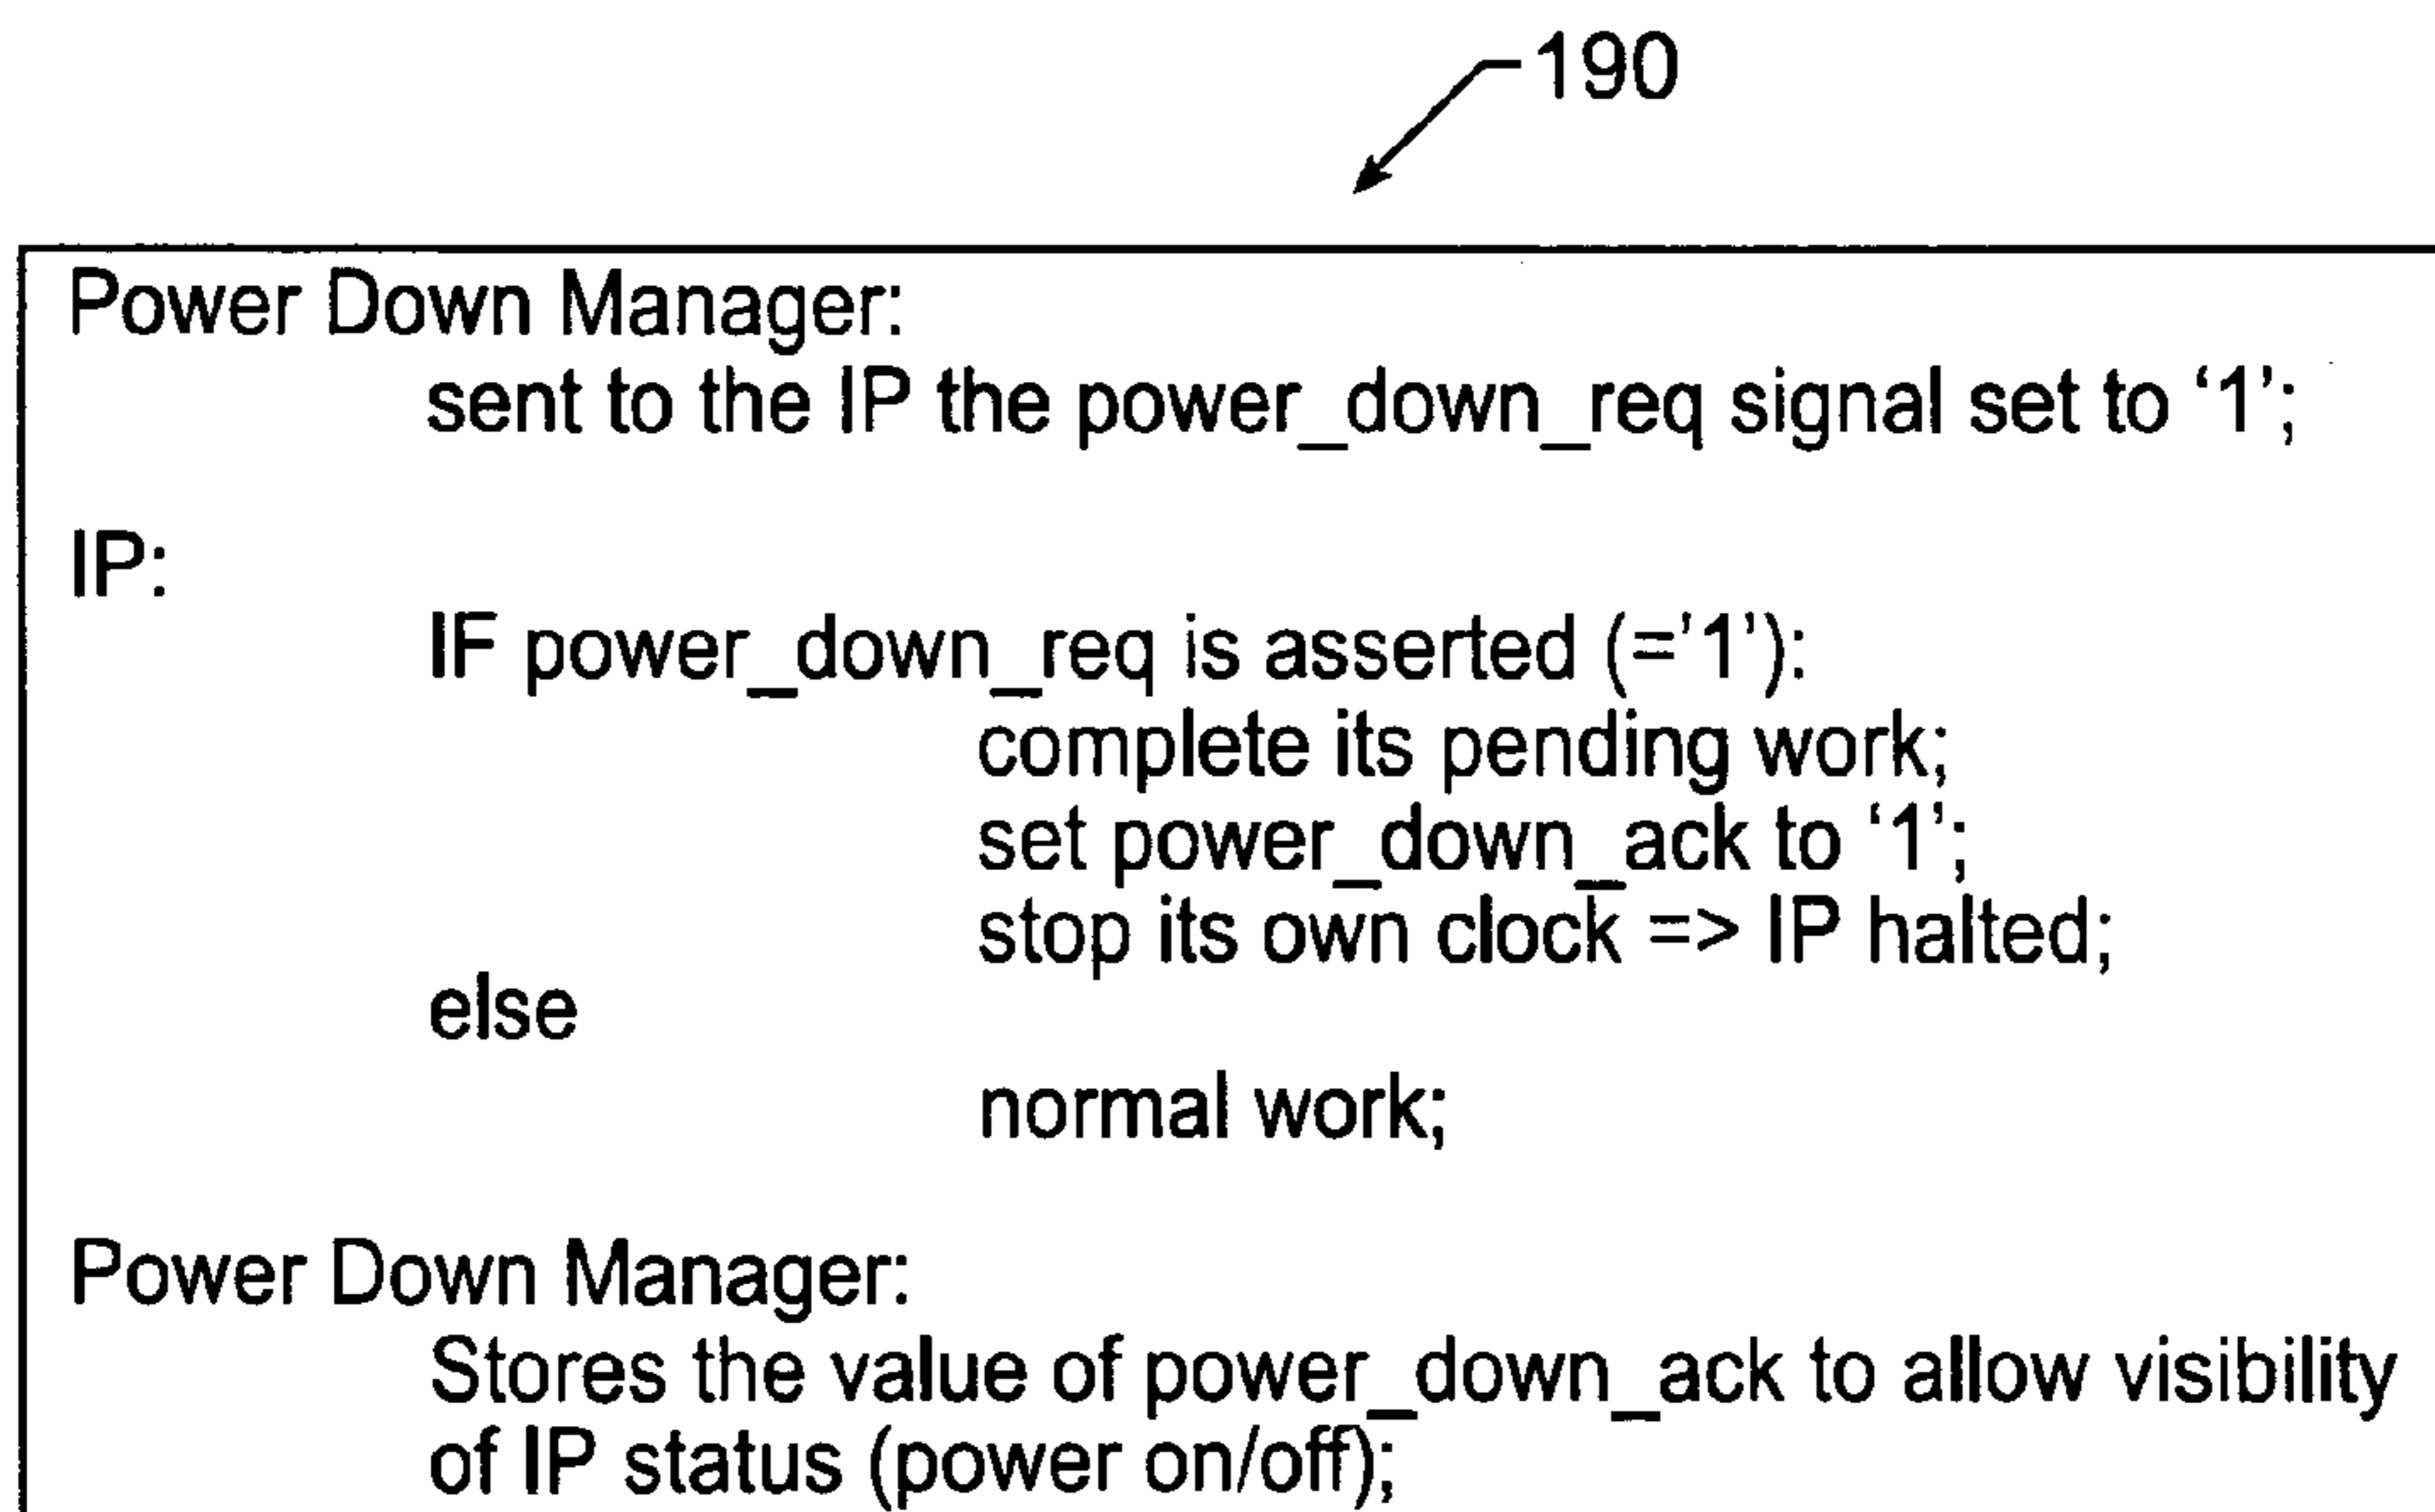 190
Power Down Manager:
sent to the IP the power_down_req signal set to ‘1’;
IP:
IF power_down_req is asserted (=’1’):
complete its pending work;
set power_down_ack to ‘1’;
stop its own clock => IP halted;
else
normal work;
Power Down Manager:
Stores the value of power_down_ack to allow visibility
of IP status (power on/off);